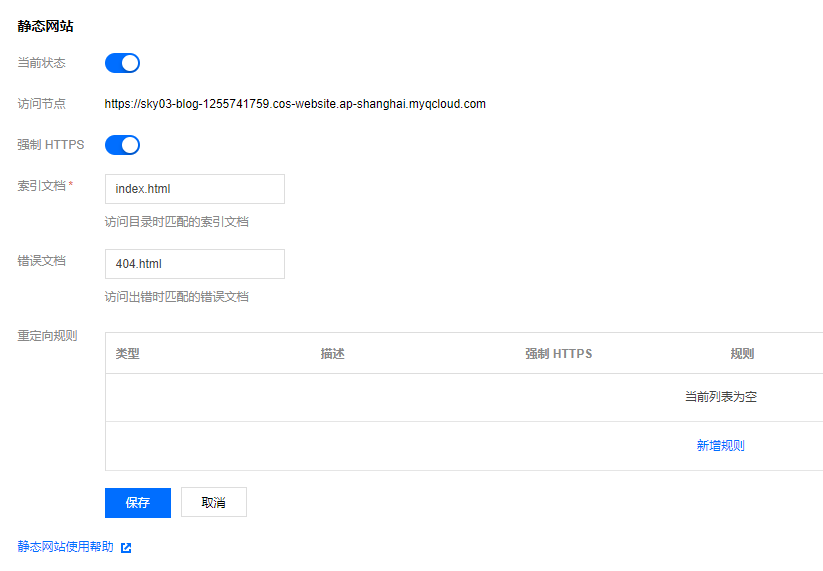 静态网站
当前状态
访问节点 https://sky03-blog-1255741759.cos-website.ap-shanghai.myqcloud.com
强制 HTTPS
索引文档 * index.html
访问目录时匹配的索引文档
错误文档 404.html
访问出错时匹配的错误文档
重定向规则
类型 描述 强制 HTTPS 规则
当前列表为空
新增规则
保存 取消
静态网站使用帮助